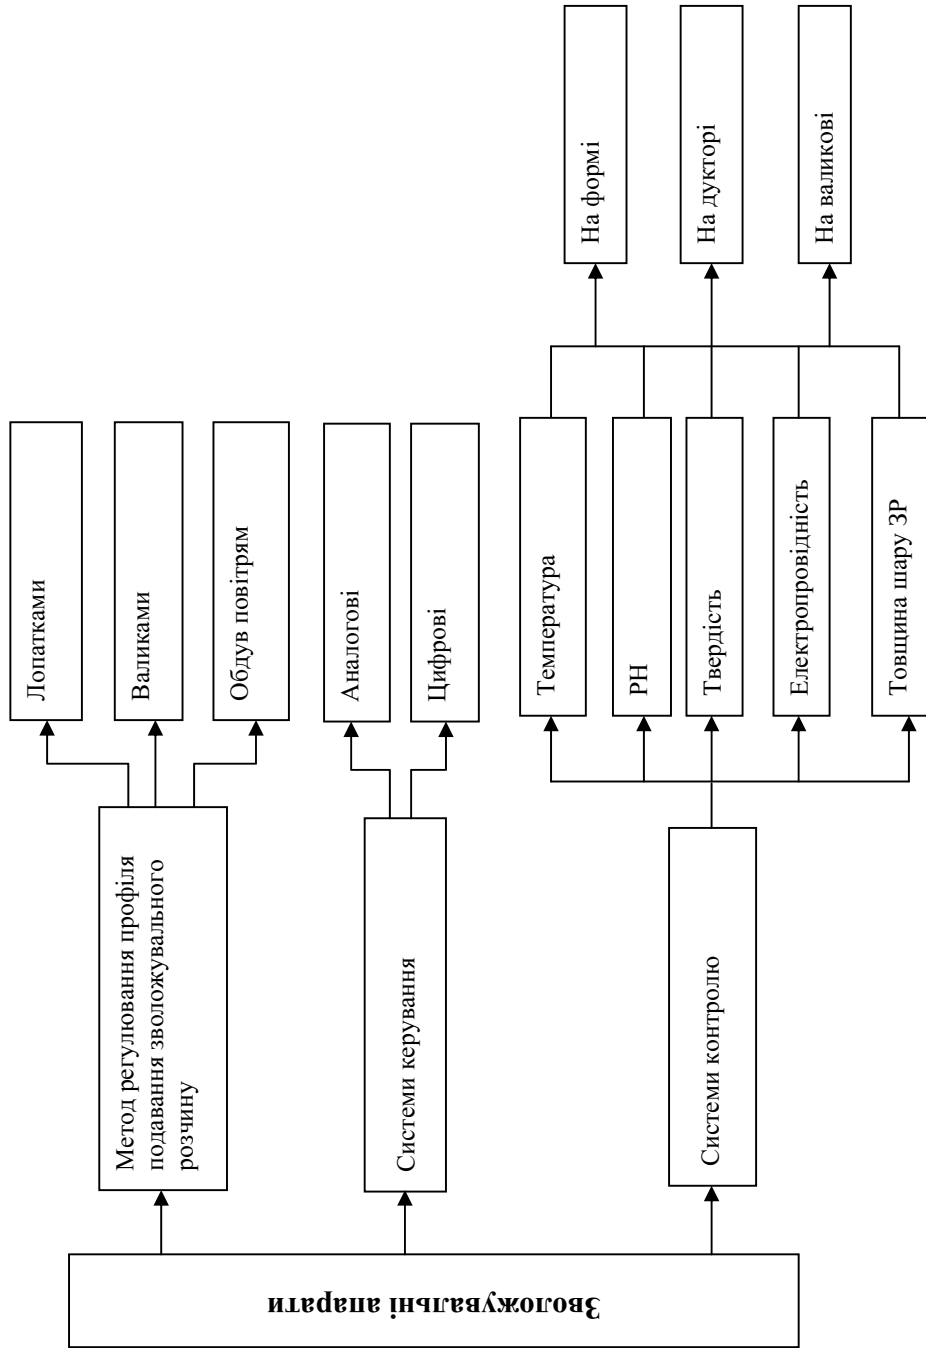 Зволожувальні апарати
Метод регулювання профіля
подавання зволожувального
розчину
Лопатками
Валиками
Обдув повітрям
Системи керування
Аналогові
Цифрові
Системи контролю
Температура
РН
Твердість
Електропровідність
Товщина шару ЗР
На формі
На дукторі
На валикові